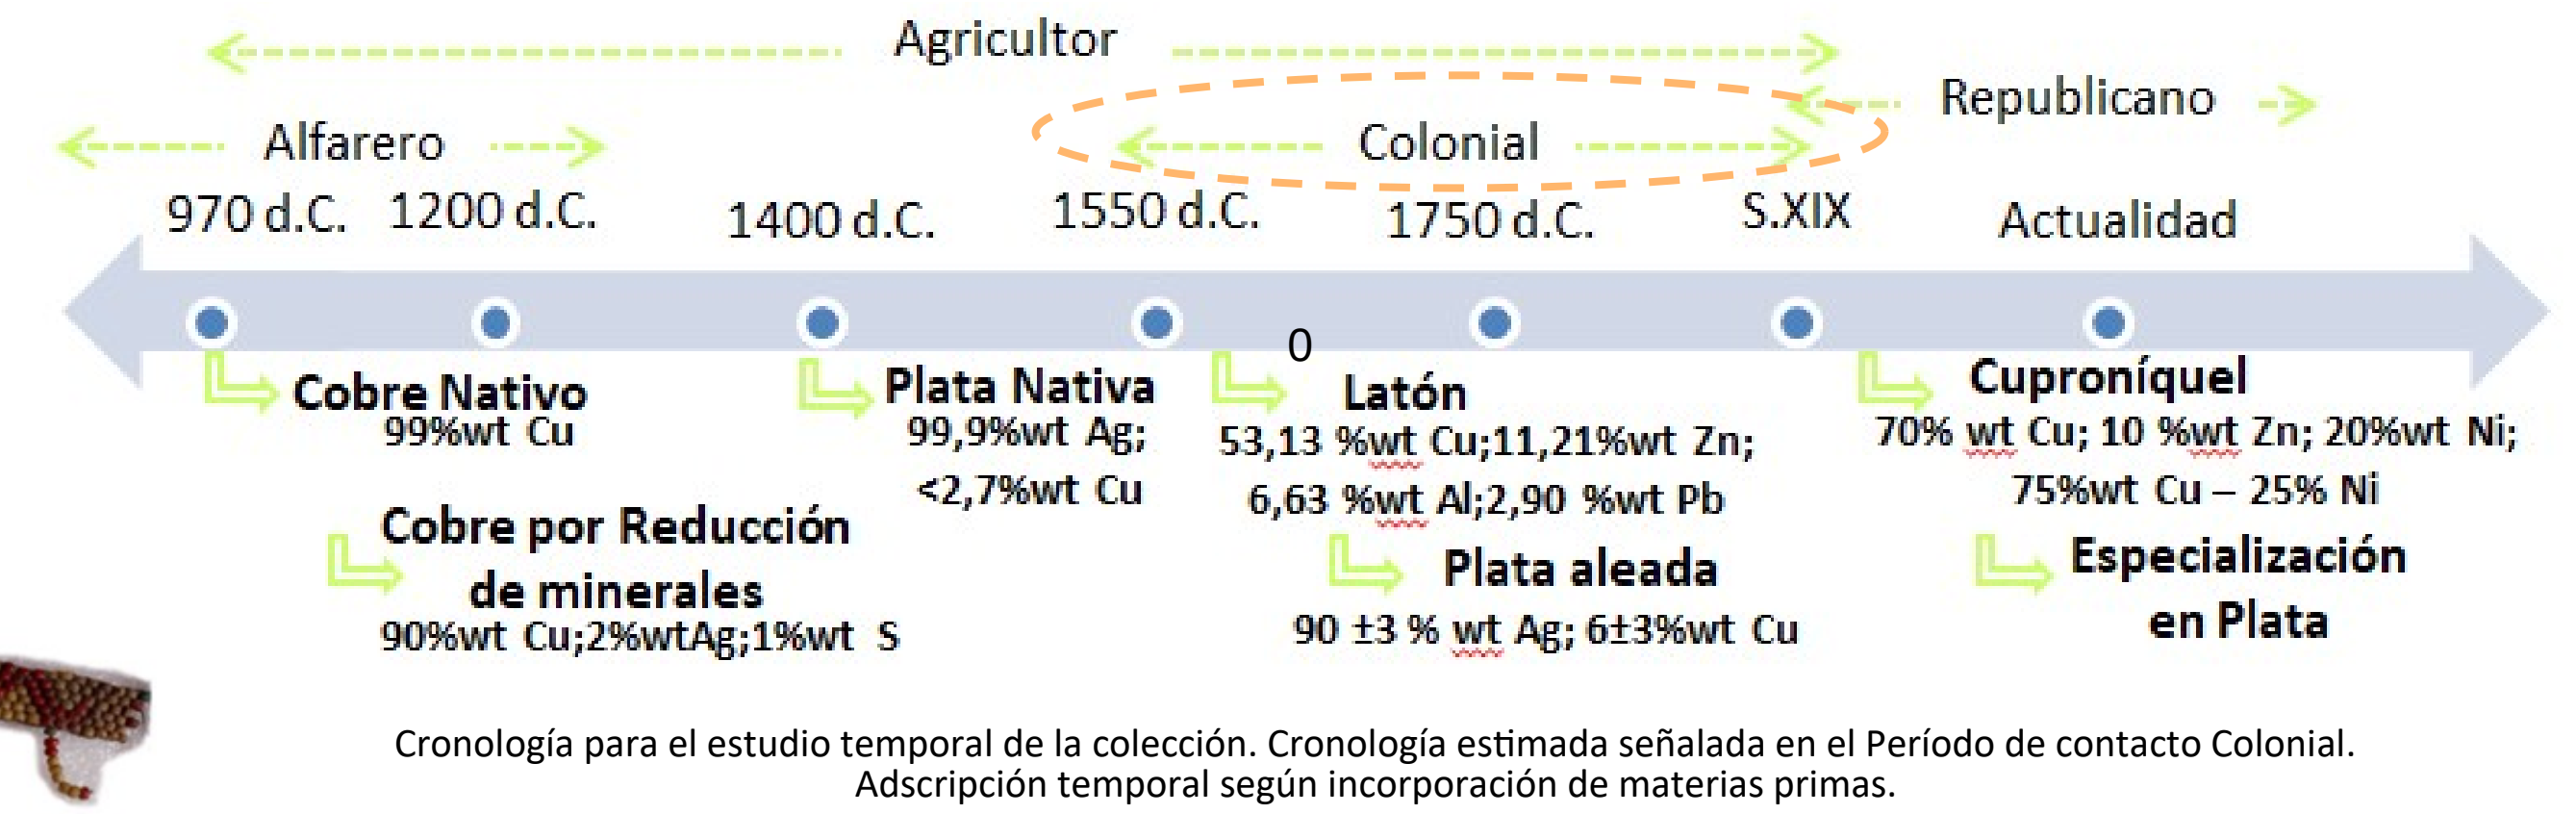 Agricultor
Republicano
Alfarero
Colonial
970 d.C.
1200 d.C.
1400 d.C.
1550 d.C.
1750 d.C.
S.XIX
Actualidad
0
Cobre Nativo
99%wt Cu
Cobre por Reducción
de minerales
90%wt Cu;2%wtAg;1%wt S
Plata Nativa
99,9%wt Ag;
<2,7%wt Cu
Latón
53,13 %wt Cu;11,21%wt Zn;
6,63 %wt Al;2,90 %wt Pb
Plata aleada
90 ±3 % wt Ag; 6±3%wt Cu
Cuproníquel
70% wt Cu; 10 %wt Zn; 20%wt Ni;
75%wt Cu – 25% Ni
Especialización
en Plata
Cronología para el estudio temporal de la colección. Cronología estimada señalada en el Período de contacto Colonial.
Adscripción temporal según incorporación de materias primas.